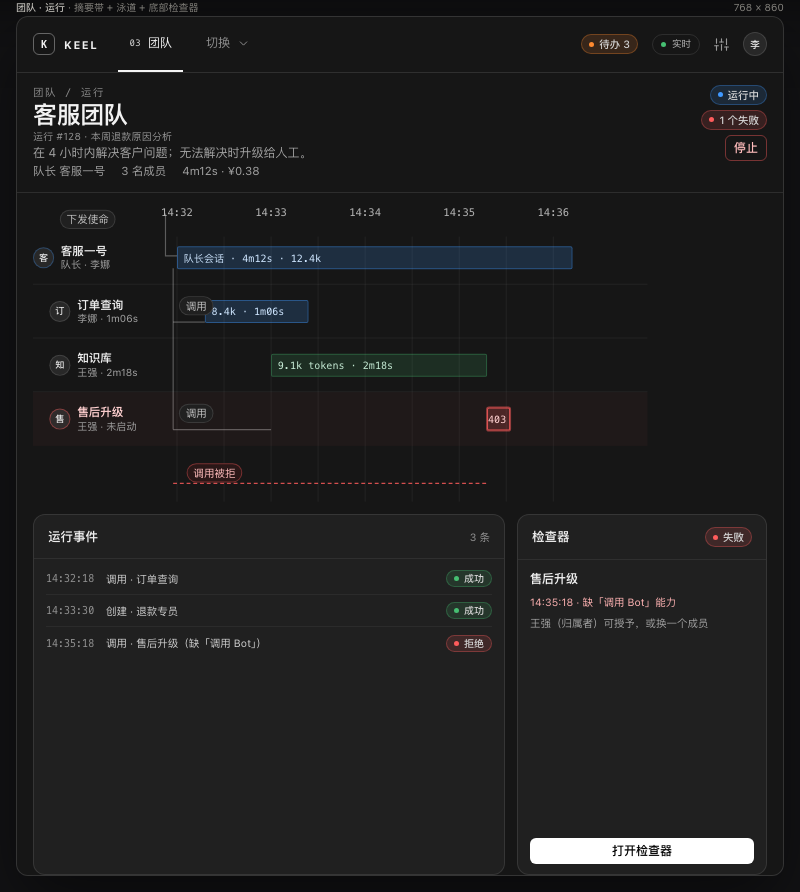 团队 · 运行 · 摘要带 + 泳道 + 底部检查器
768 × 860
K KEEL 03 团队 切换 待办 3 实时 李
团队 / 运行
客服团队
运行 #128 · 本周退款原因分析
在 4 小时内解决客户问题；无法解决时升级给人工。
队长 客服一号 3 名成员 4m12s · ¥0.38
运行中
1 个失败
停止
下发使命
14:32 14:33 14:34 14:35 14:36
客 客服一号
队长 · 李娜
队长会话 · 4m12s · 12.4k
订 订单查询
李娜 · 1m06s
调用 8.4k · 1m06s
知 知识库
王强 · 2m18s
9.1k tokens · 2m18s
售 售后升级
王强 · 未启动
调用
403
调用被拒
运行事件 3 条
14:32:18 调用 · 订单查询 成功
14:33:30 创建 · 退款专员 成功
14:35:18 调用 · 售后升级（缺「调用 Bot」） 拒绝
检查器 失败
售后升级
14:35:18 · 缺「调用 Bot」能力
王强（归属者）可授予，或换一个成员
打开检查器